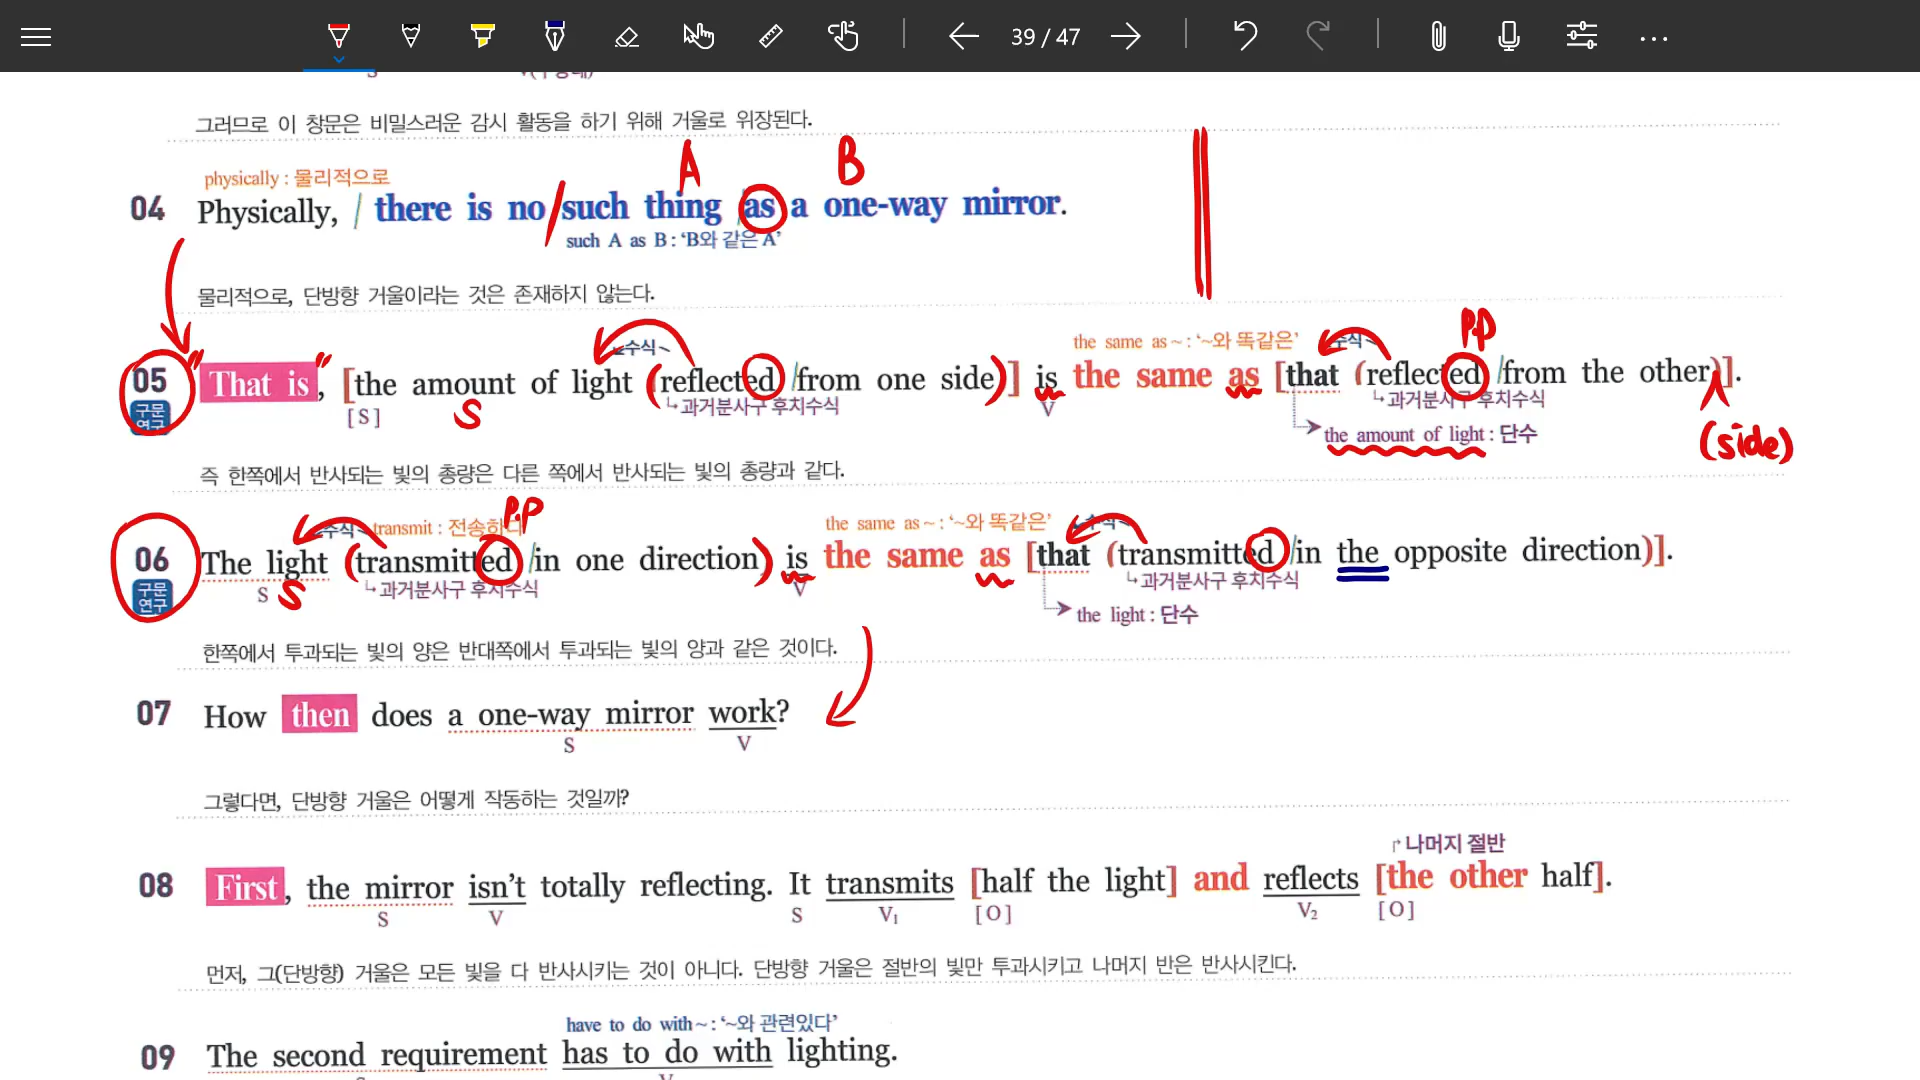 39 / 47
그러므로 이 창문은 비밀스러운 감시 활동을 하기 위해 거울로 위장된다.
A B
physically : 물리적으로
04 Physically, / there is no / such thing / as a one-way mirror.
such A as B : ‘B와 같은 A’
물리적으로, 단방향 거울이라는 것은 존재하지 않는다.
P.P
수식 the same as ~ : ‘~와 똑같은’ 수식
05 "That is", [the amount of light (reflected / from one side)] is the same as [that (reflected / from the other)].
구문 연구 [ S ] S 과거분사구 후치수식 V 과거분사구 후치수식
the amount of light : 단수 (side)
즉 한쪽에서 반사되는 빛의 총량은 다른 쪽에서 반사되는 빛의 총량과 같다.
P.P
수식 transmit : 전송하다 the same as ~ : ‘~와 똑같은’ 수식
06 The light (transmitted / in one direction) is the same as [that (transmitted / in the opposite direction)].
구문 연구 S S 과거분사구 후치수식 V 과거분사구 후치수식
the light : 단수
한쪽에서 투과되는 빛의 양은 반대쪽에서 투과되는 빛의 양과 같은 것이다.
07 How then does a one-way mirror work?
S V
그렇다면, 단방향 거울은 어떻게 작동하는 것일까?
나머지 절반
08 First, the mirror isn’t totally reflecting. It transmits [half the light] and reflects [the other half].
S V S V₁ [ O ] V₂ [ O ]
먼저, 그(단방향) 거울은 모든 빛을 다 반사시키는 것이 아니다. 단방향 거울은 절반의 빛만 투과시키고 나머지 반은 반사시킨다.
have to do with ~ : ‘~와 관련있다’
09 The second requirement has to do with lighting.